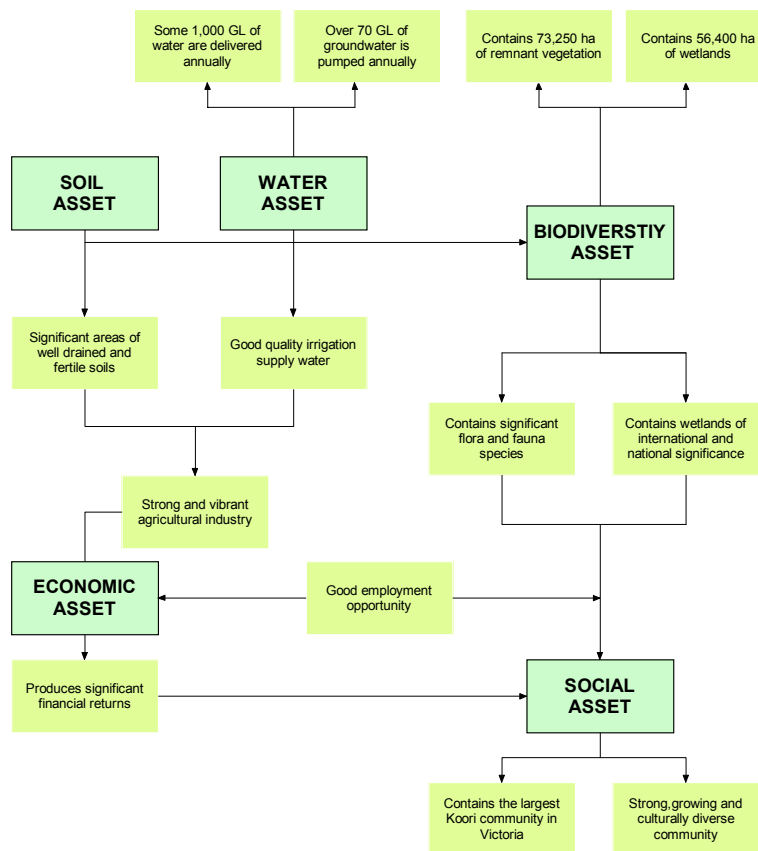 Some 1,000 GL of
water are delivered
annually
Over 70 GL of
groundwater is
pumped annually
Contains 73,250 ha
of remnant vegetation
Contains 56,400 ha
of wetlands
SOIL
ASSET
WATER
ASSET
BIODIVERSTIY
ASSET
Significant areas of
well drained and
fertile soils
Good quality irrigation
supply water
Contains significant
flora and fauna
species
Contains wetlands of
international and
national significance
Strong and vibrant
agricultural industry
ECONOMIC
ASSET
Good employment
opportunity
Produces significant
financial returns
SOCIAL
ASSET
Contains the largest
Koori community in
Victoria
Strong,growing and
culturally diverse
community